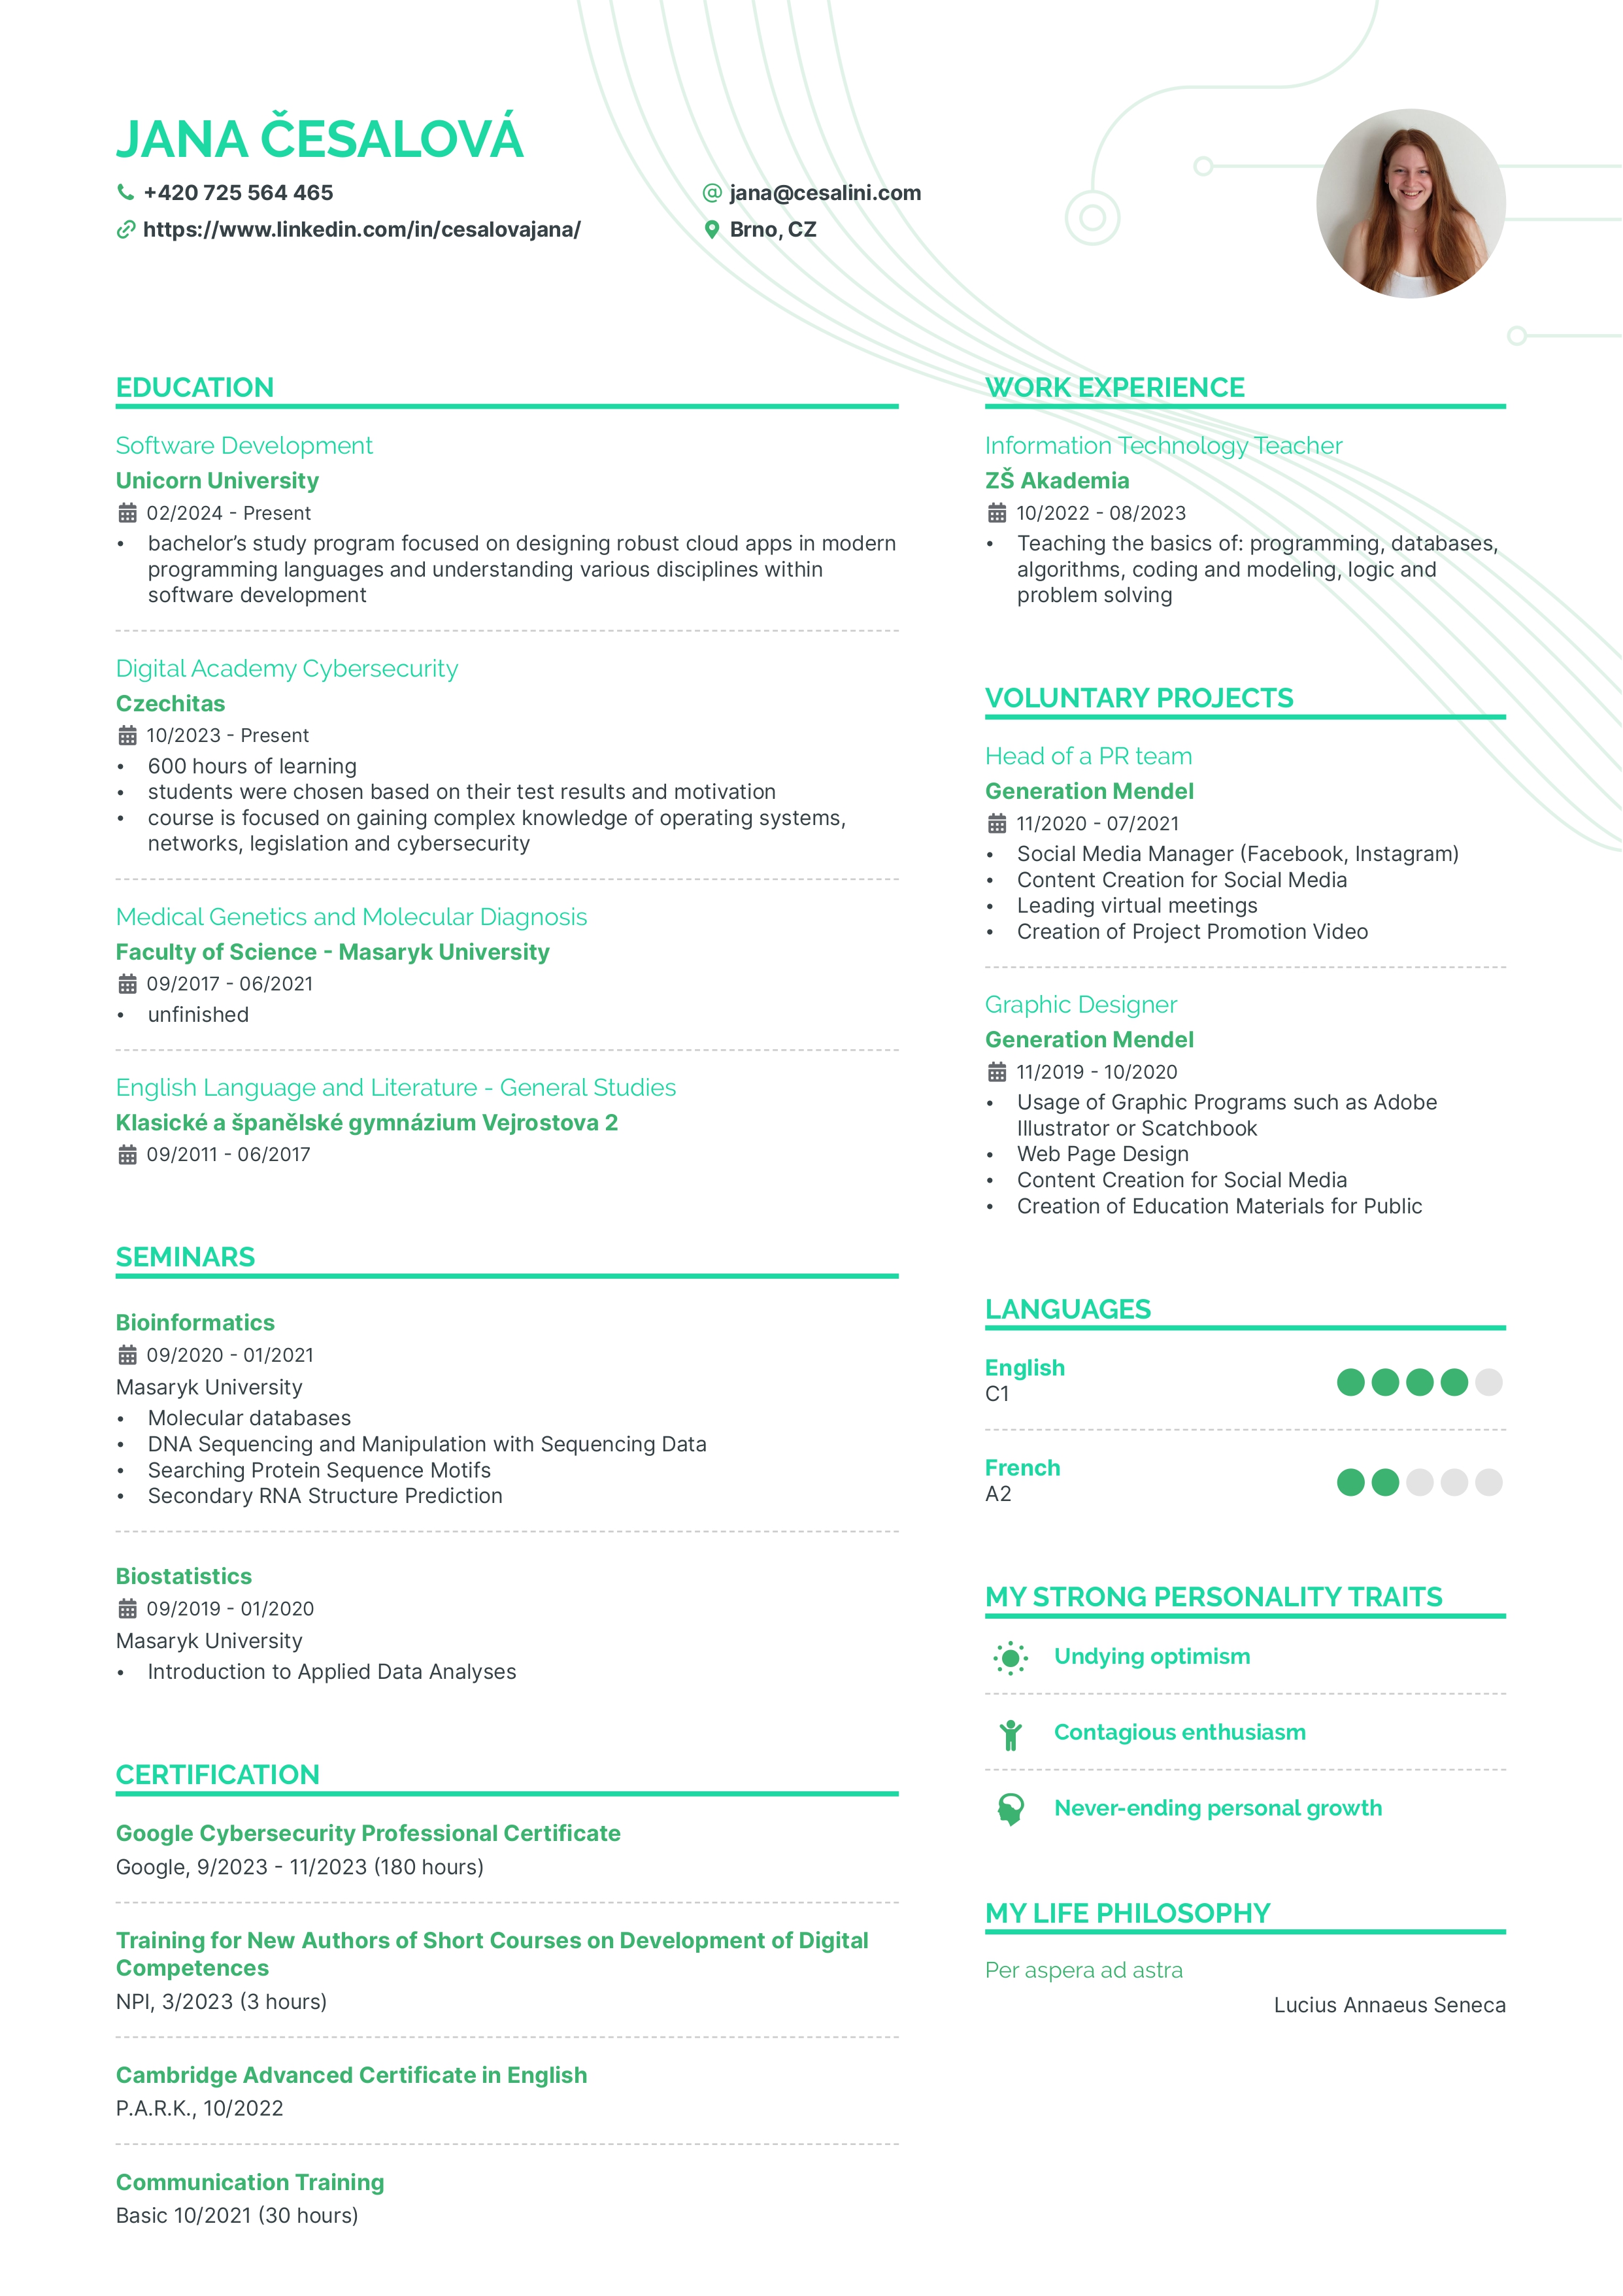 JANA ČESALOVÁ
+420 725 564 465
jana@cesalini.com
https://www.linkedin.com/in/cesalovajana/
Brno, CZ
EDUCATION
Software Development
Unicorn University
02/2024 - Present
• bachelor's study program focused on designing robust cloud apps in modern
programming languages and understanding various disciplines within
software development
Digital Academy Cybersecurity
Czechitas
10/2023 - Present
• 600 hours of learning
• students were chosen based on their test results and motivation
• course is focused on gaining complex knowledge of operating systems,
networks, legislation and cybersecurity
Medical Genetics and Molecular Diagnosis
Faculty of Science - Masaryk University
09/2017 - 06/2021
• unfinished
English Language and Literature - General Studies
Klasické a španělské gymnázium Vejrostova 2
09/2011 - 06/2017
SEMINARS
Bioinformatics
09/2020 - 01/2021
Masaryk University
• Molecular databases
• DNA Sequencing and Manipulation with Sequencing Data
• Searching Protein Sequence Motifs
• Secondary RNA Structure Prediction
Biostatistics
09/2019 - 01/2020
Masaryk University
• Introduction to Applied Data Analyses
CERTIFICATION
Google Cybersecurity Professional Certificate
Google, 9/2023 - 11/2023 (180 hours)
Training for New Authors of Short Courses on Development of Digital
Competences
NPI, 3/2023 (3 hours)
Cambridge Advanced Certificate in English
P.A.R.K., 10/2022
Communication Training
Basic 10/2021 (30 hours)
WORK EXPERIENCE
Information Technology Teacher
ZŠ Akademia
10/2022 - 08/2023
• Teaching the basics of: programming, databases,
algorithms, coding and modeling, logic and
problem solving
VOLUNTARY PROJECTS
Head of a PR team
Generation Mendel
11/2020 - 07/2021
• Social Media Manager (Facebook, Instagram)
• Content Creation for Social Media
• Leading virtual meetings
• Creation of Project Promotion Video
Graphic Designer
Generation Mendel
11/2019 - 10/2020
• Usage of Graphic Programs such as Adobe
Illustrator or Scatchbook
• Web Page Design
• Content Creation for Social Media
• Creation of Education Materials for Public
LANGUAGES
English
C1
French
A2
MY STRONG PERSONALITY TRAITS
Undying optimism
Contagious enthusiasm
Never-ending personal growth
MY LIFE PHILOSOPHY
Per aspera ad astra
Lucius Annaeus Seneca